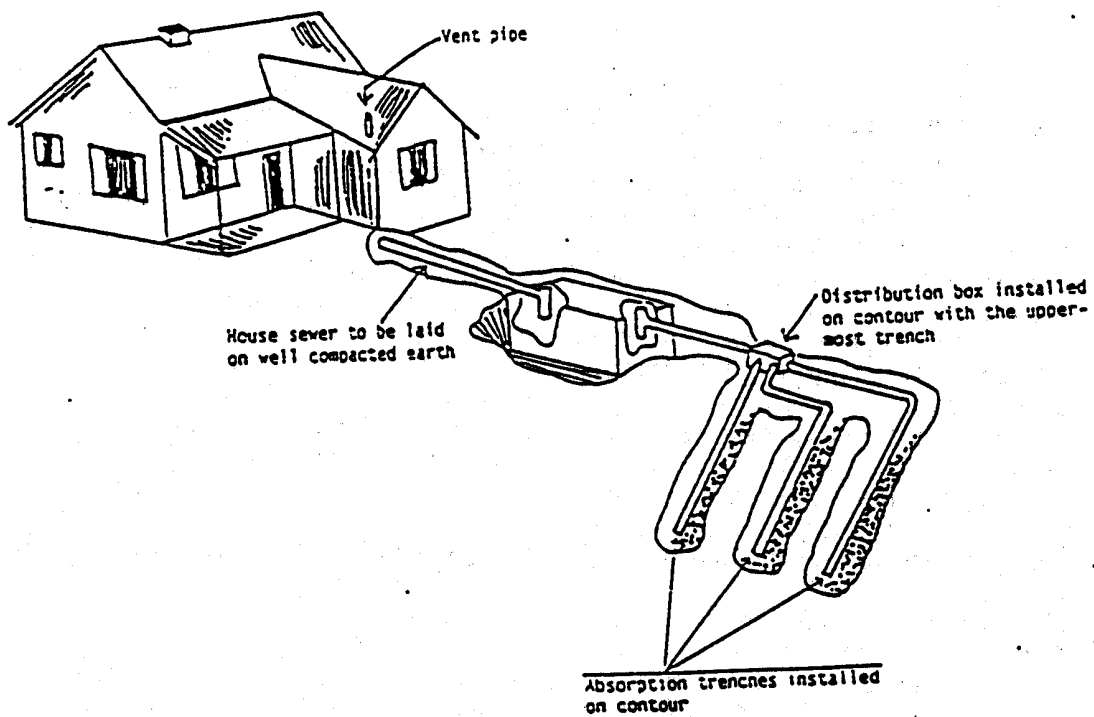 Vent pipe
House sewer to be laid
on well compacted earth
Distribution box installed
on contour with the upper-
most trench
Absorption trenches installed
on contour